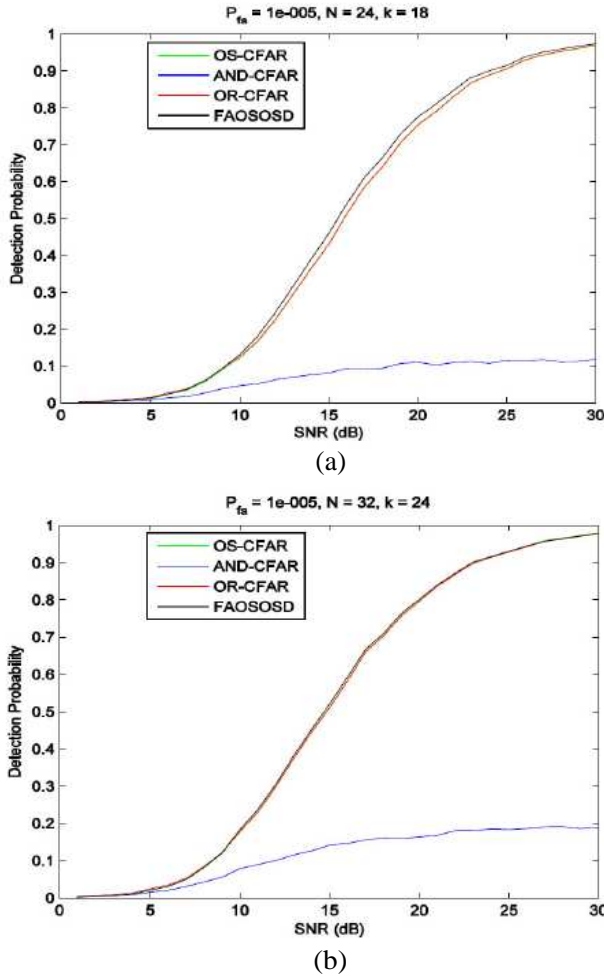 P_fa = 1e-005, N = 24, k = 18
1
0.9
0.8
0.7
0.6
0.5
0.4
0.3
0.2
0.1
0
Detection Probability
OS-CFAR
AND-CFAR
OR-CFAR
FAOSOSD
0 5 10 15 20 25 30
SNR (dB)
(a)
P_fa = 1e-005, N = 32, k = 24
1
0.9
0.8
0.7
0.6
0.5
0.4
0.3
0.2
0.1
0
Detection Probability
OS-CFAR
AND-CFAR
OR-CFAR
FAOSOSD
0 5 10 15 20 25 30
SNR (dB)
(b)